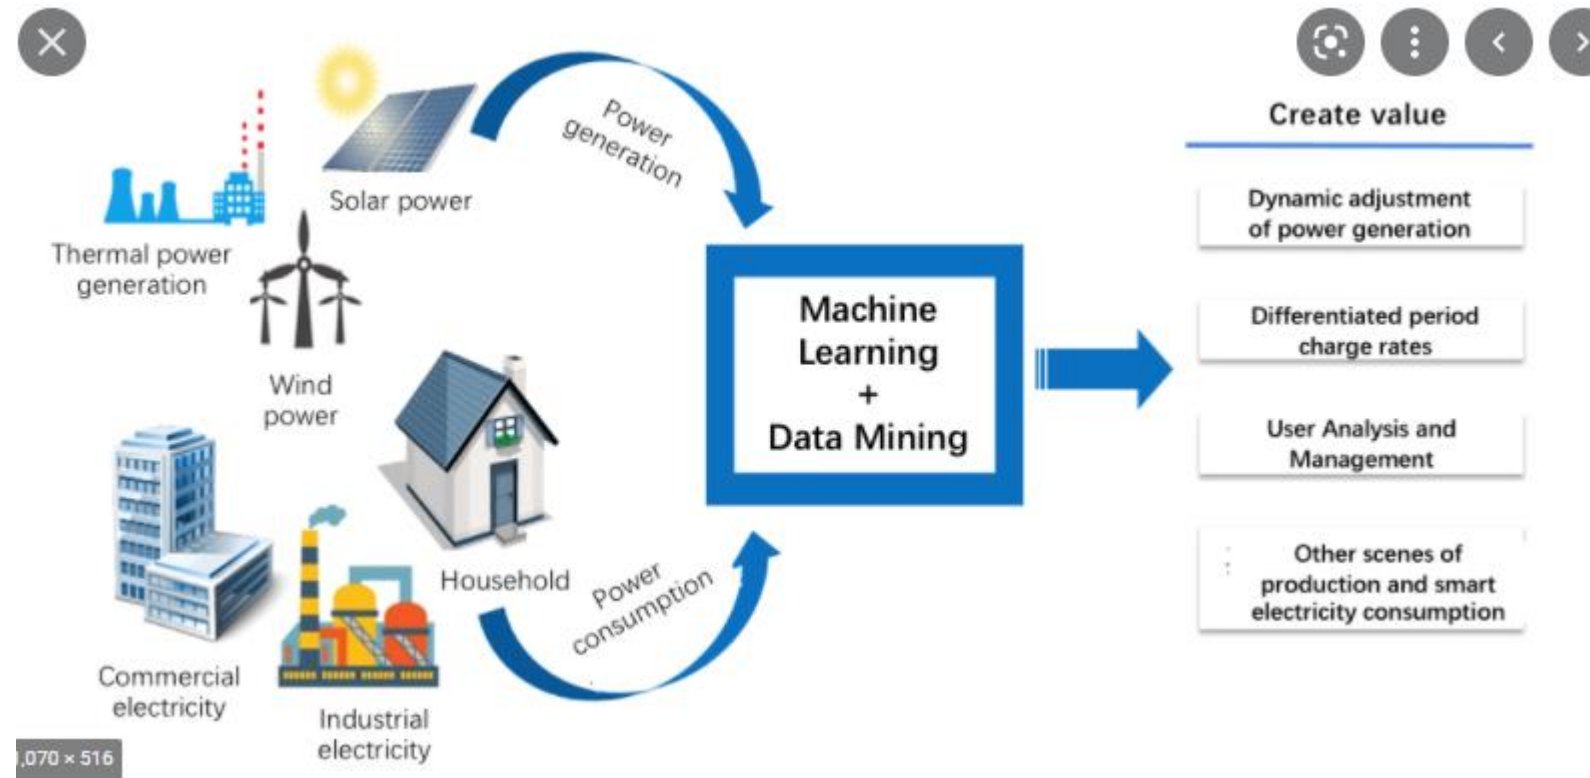 Solar power
Power
generation
Thermal power
generation
Wind
power
Household
Commercial
electricity
Industrial
electricity
Power
consumption
Machine
Learning
+
Data Mining
Create value
Dynamic adjustment
of power generation
Differentiated period
charge rates
User Analysis and
Management
Other scenes of
production and smart
electricity consumption
,070 × 516